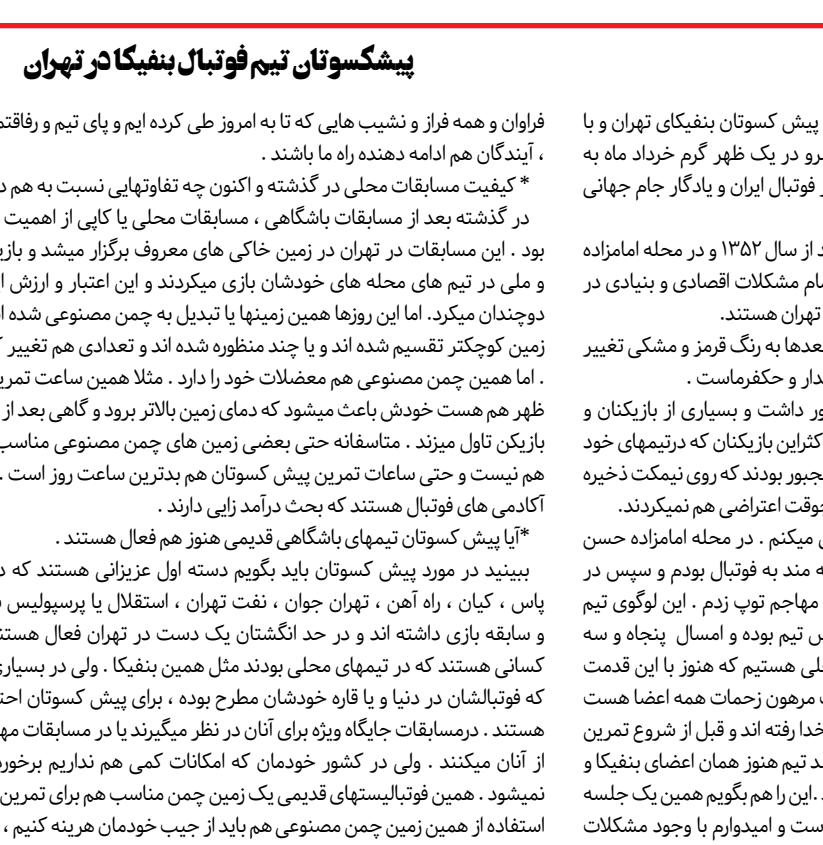 پیشکسوتان تیم فوتبال بنفیکا در تهران
پیش کسوتان بنفیکای تهران و با
رو در یک ظهر گرم خرداد ماه به
فوتبال ایران و یادگار جام جهانی
از سال ۱۳۵۲ و در محله امامزاده
مشکلات اقتصادی و بنیادی در
تهران هستند.
بعدها به رنگ قرمز و مشکی تغییر
و حکفرماست .
داشت و بسیاری از بازیکنان و
اکثراین بازیکنان که درتیمهای خود
مجبور بودند که روی نیمکت ذخیره
اعتراضی هم نمیکردند.
میکنم . در محله امامزاده حسن
مند به فوتبال بودم و سپس در
مهاجم توپ زدم . این لوگوی تیم
تیم بوده و امسال پنجاه و سه
هستیم که هنوز با این قدمت
مرهون زحمات همه اعضا هست
خدا رفته اند و قبل از شروع تمرین
تیم هنوز همان اعضای بنفیکا و
.این را هم بگویم همین یک جلسه
است و امیدوارم با وجود مشکلات
فراوان و همه فراز و نشیب هایی که تا به امروز طی کرده ایم و پای تیم و
، آیندگان هم ادامه دهنده راه ما باشند .
* کیفیت مسابقات محلی در گذشته و اکنون چه تفاوتهایی نسبت به هم
در گذشته بعد از مسابقات باشگاهی ، مسابقات محلی یا کاپی از اهمیت
بود . این مسابقات در تهران در زمین خاکی های معروف برگزار میشد و
و ملی در تیم های محله های خودشان بازی میکردند و این اعتبار و ارزش
دوچندان میکرد. اما این روزها همین زمینها یا تبدیل به چمن مصنوعی شده
زمین کوچکتر تقسیم شده اند و یا چند منظوره شده اند و تعدادی هم تغییر
. اما همین چمن مصنوعی هم معضلات خود را دارد . مثلا همین ساعت
ظهر هم هست خودش باعث میشود که دمای زمین بالاتر برود و گاهی بعد از
بازیکن تاول میزند . متاسفانه حتی بعضی زمین های چمن مصنوعی مناسب
هم نیست و حتی ساعات تمرین پیش کسوتان هم بدترین ساعت روز است .
آکادمی های فوتبال هستند که بحث درآمد زایی دارند .
*آیا پیش کسوتان تیمهای باشگاهی قدیمی هنوز هم فعال هستند .
ببینید در مورد پیش کسوتان باید بگویم دسته اول عزیزانی هستند که
پاس ، کیان ، راه آهن ، تهران جوان ، نفت تهران ، استقلال یا پرسپولیس
و سابقه بازی داشته اند و در حد انگشتان یک دست در تهران فعال
کسانی هستند که در تیمهای محلی بودند مثل همین بنفیکا . ولی در
که فوتبالشان در دنیا و یا قاره خودشان مطرح بوده ، برای پیش کسوتان
هستند . درمسابقات جایگاه ویژه برای آنان در نظر میگیرند یا در مسابقات
از آنان میکنند . ولی در کشور خودمان که امکانات کمی هم نداریم
نمیشود . همین فوتبالیستهای قدیمی یک زمین چمن مناسب هم برای تمرین
استفاده از همین زمین چمن مصنوعی هم باید از جیب خودمان هزینه کنیم ،